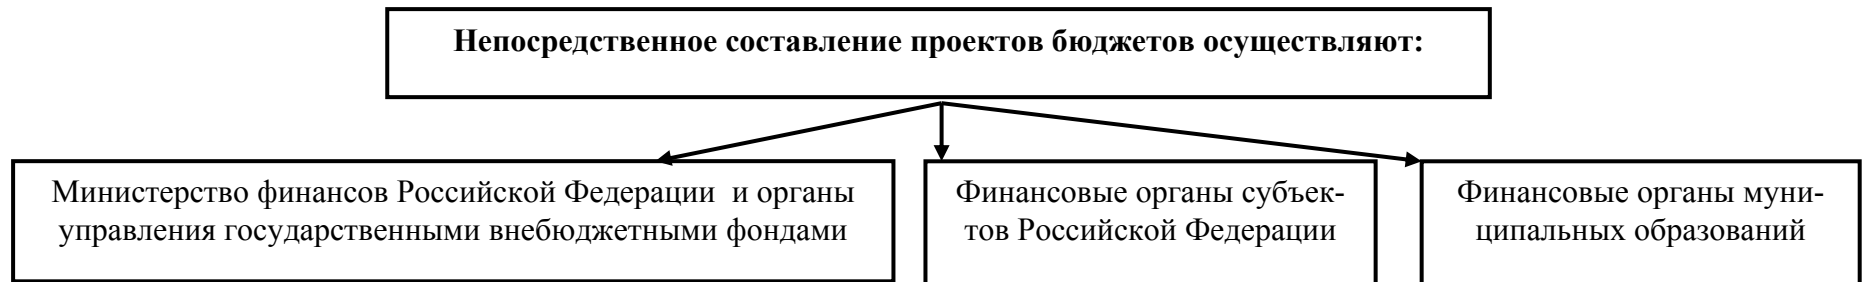 Непосредственное составление проектов бюджетов осуществляют:
Министерство финансов Российской Федерации и органы
управления государственными внебюджетными фондами
Финансовые органы субъек-
тов Российской Федерации
Финансовые органы муни-
ципальных образований